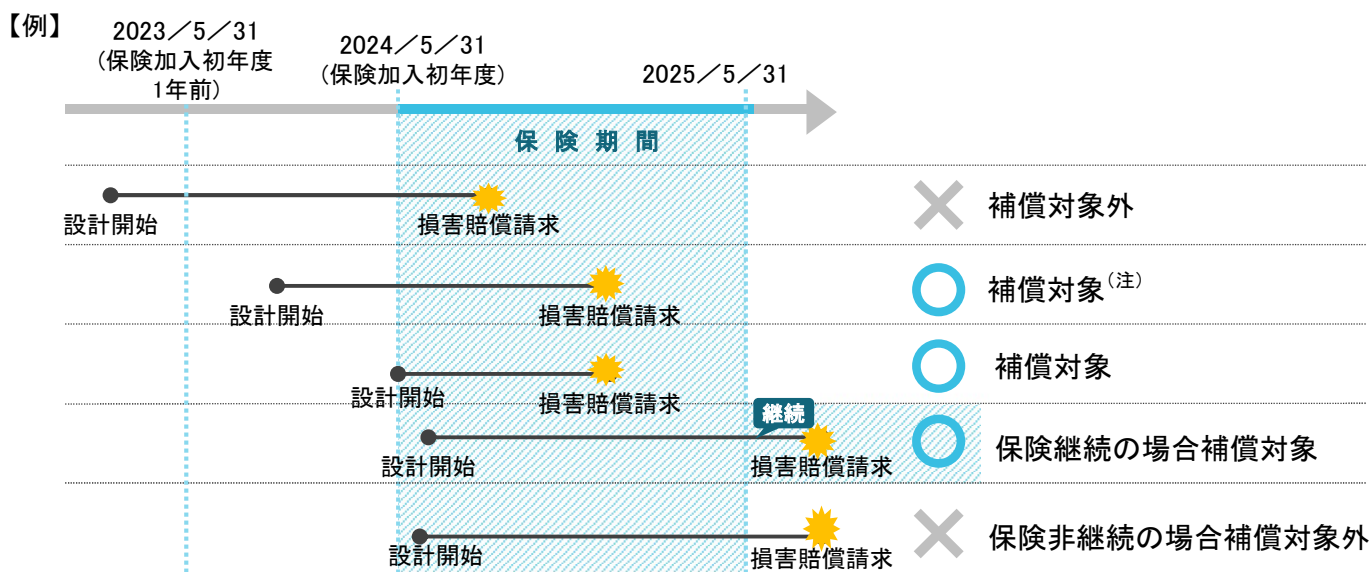 【例】
2023／5／31
（保険加入初年度
1年前）
2024／5／31
（保険加入初年度）
2025／5／31
保険期間
設計開始
損害賠償請求
補償対象外
設計開始
損害賠償請求
補償対象（注）
設計開始
損害賠償請求
補償対象
継続
設計開始
損害賠償請求
保険継続の場合補償対象
設計開始
損害賠償請求
保険非継続の場合補償対象外